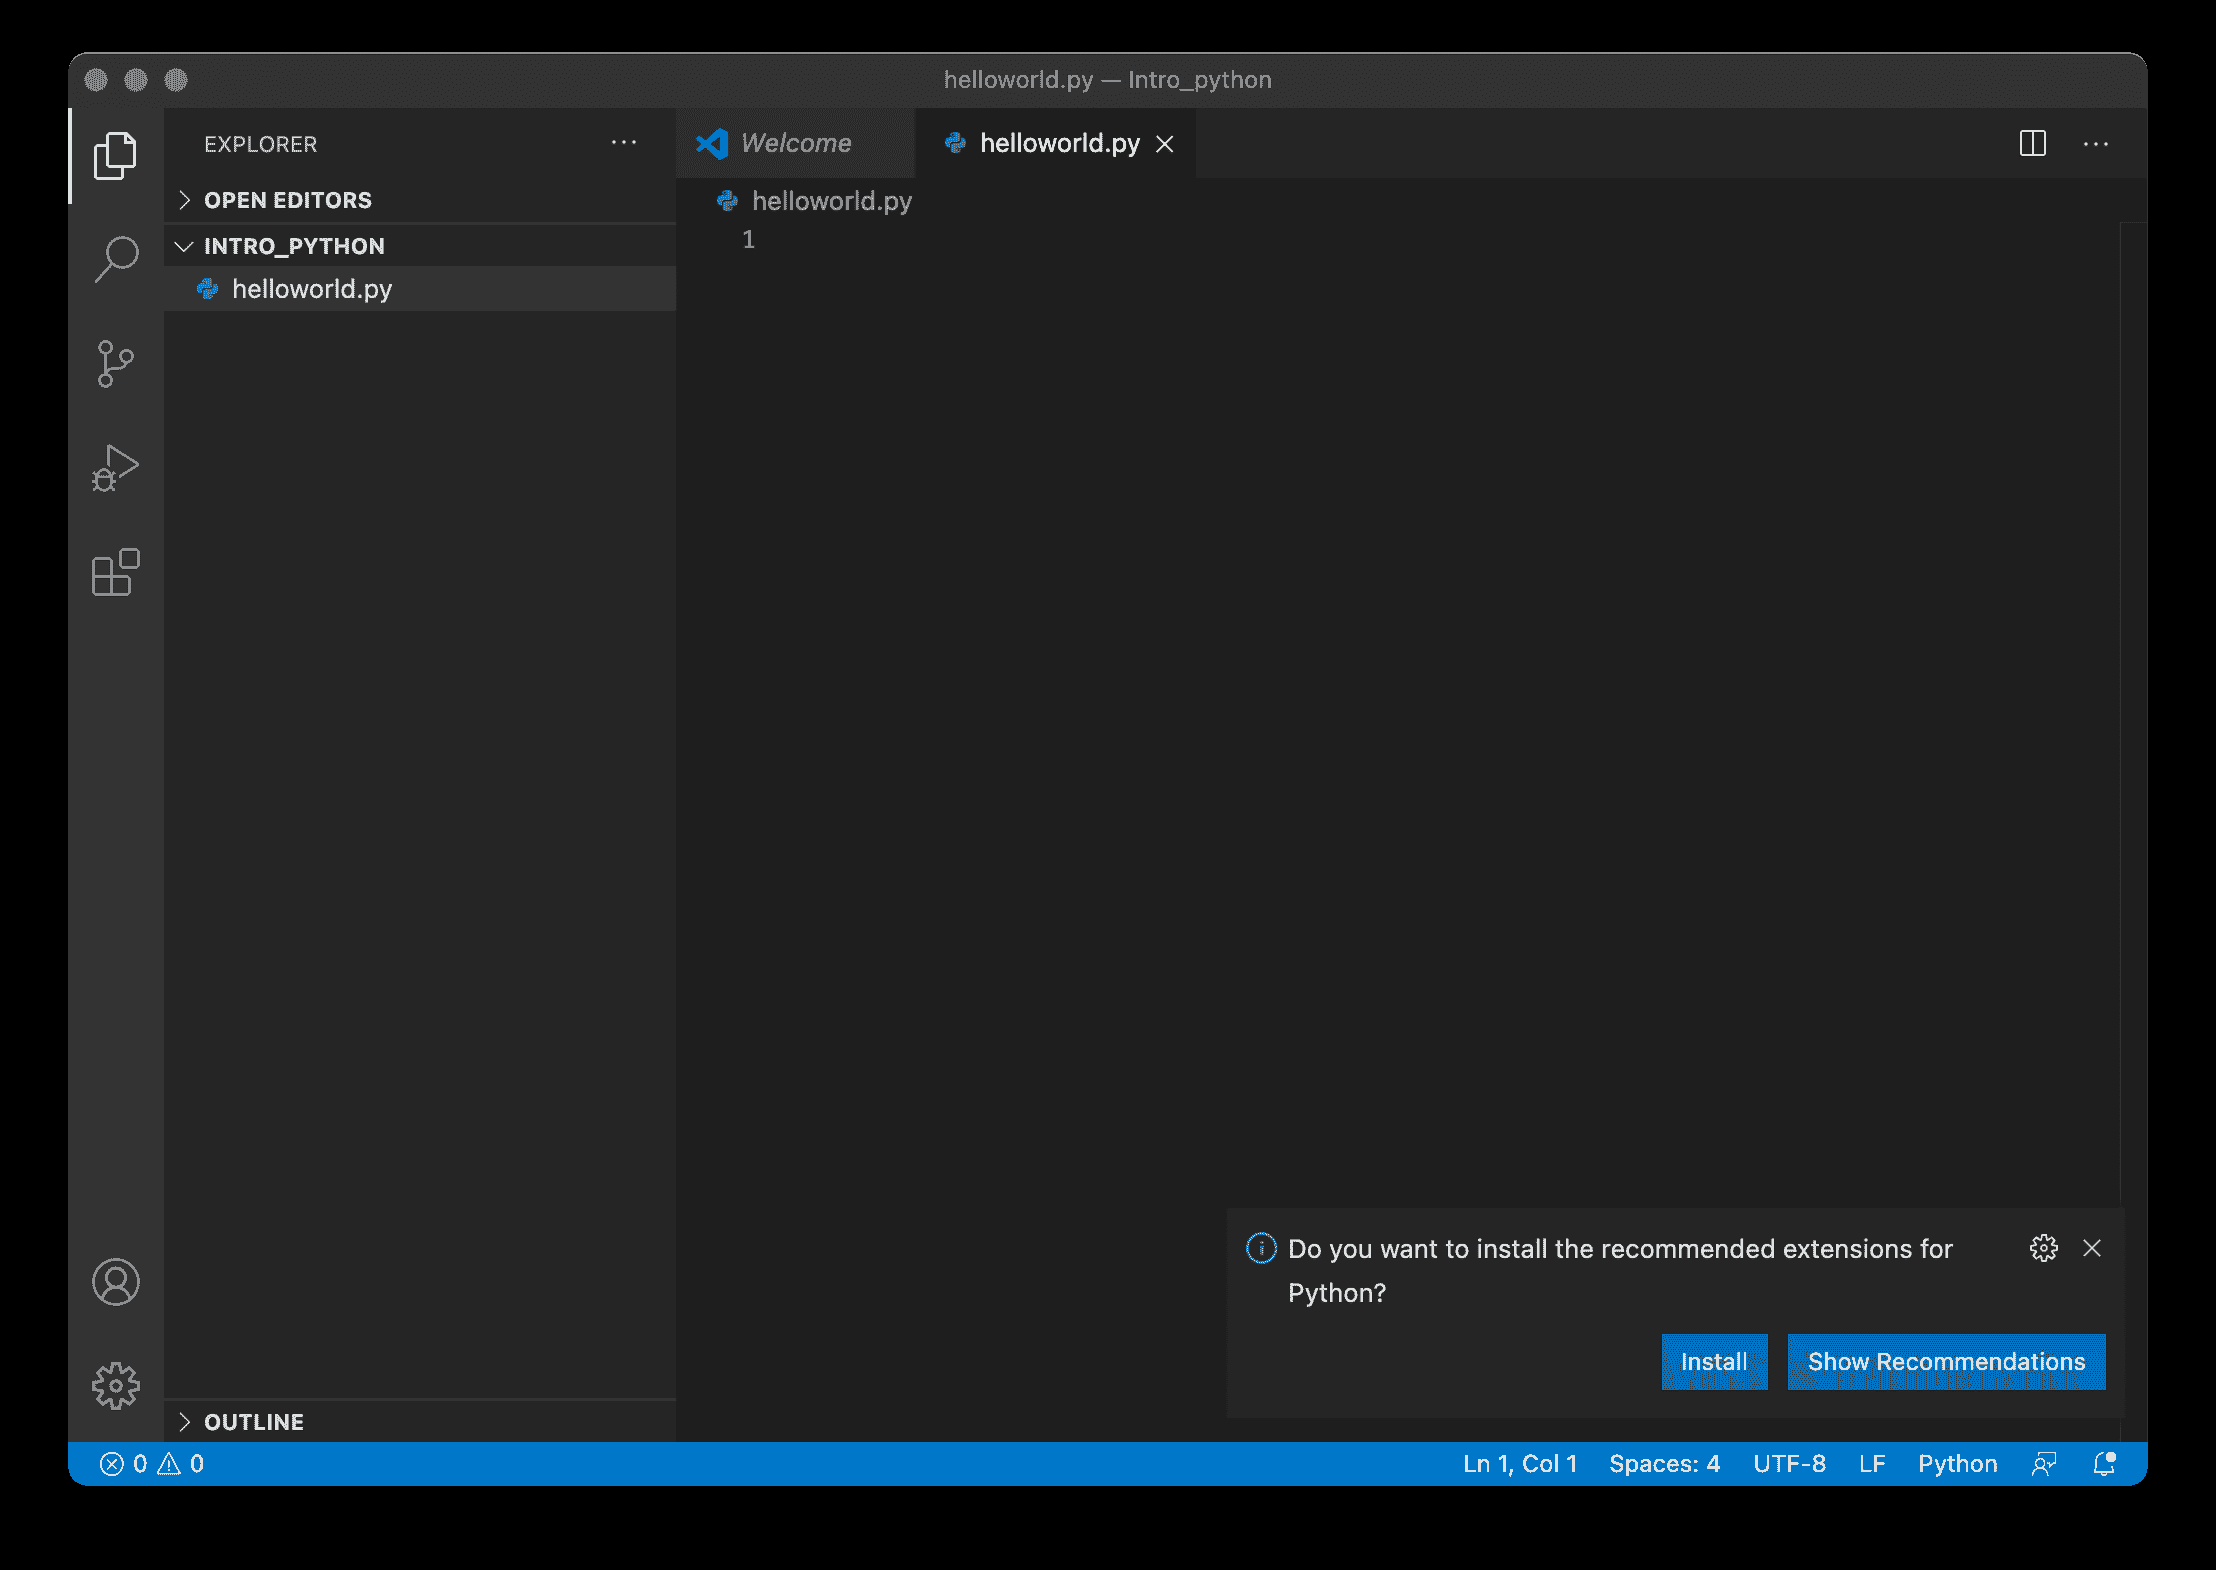 helloworld.py — Intro_python
EXPLORER
OPEN EDITORS
INTRO_PYTHON
helloworld.py
OUTLINE
Welcome
helloworld.py
helloworld.py
1
Do you want to install the recommended extensions for
Python?
Install
Show Recommendations
0 0
Ln 1, Col 1 Spaces: 4 UTF-8 LF Python